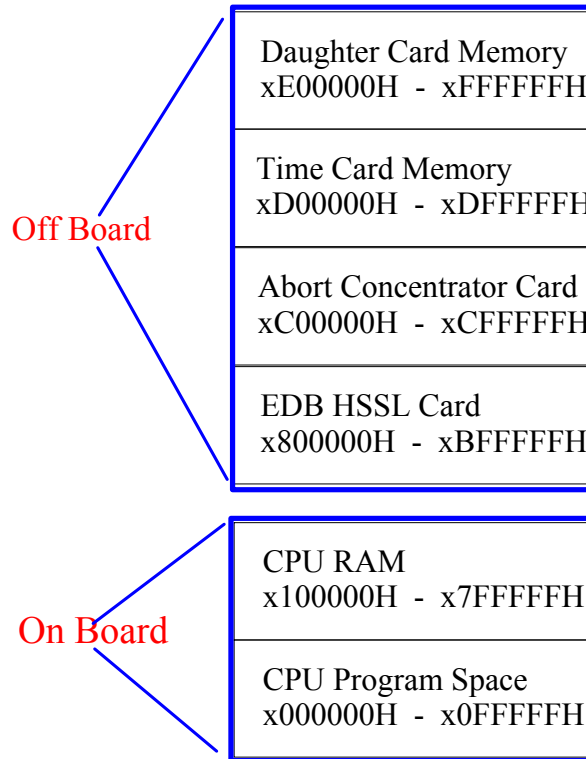 Daughter Card Memory
xE00000H - xFFFFFFH
Time Card Memory
xD00000H - xDFFFFFH
Off Board
Abort Concentrator Card
xC00000H - xCFFFFFH
EDB HSSL Card
x800000H - xBFFFFFH
CPU RAM
x100000H - x7FFFFFH
On Board
CPU Program Space
x000000H - x0FFFFFH